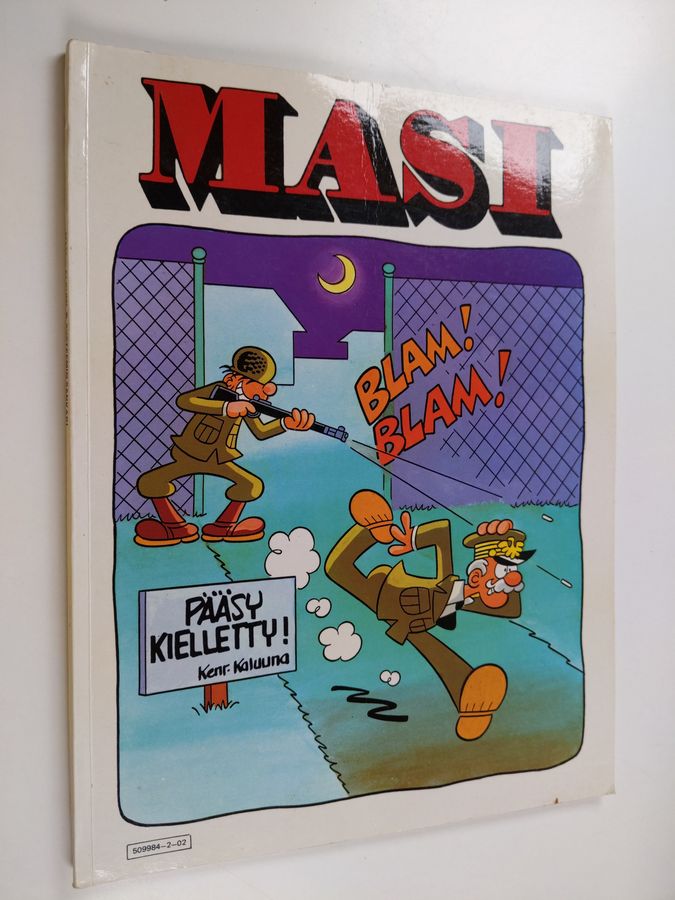 MASI
BLAM!
BLAM!
PÄÄSY
KIELLETTY!
Kenr. Kaluuna
509984-2-02